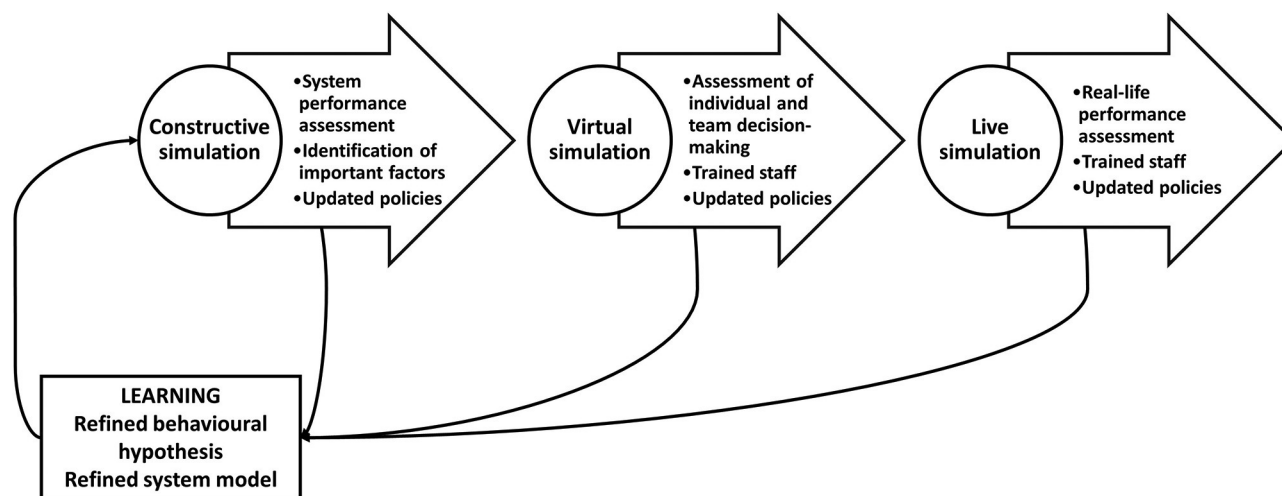 Constructive
simulation
•System
performance
assessment
•Identification of
important factors
•Updated policies
Virtual
simulation
•Assessment of
individual and
team decision-
making
•Trained staff
•Updated policies
Live
simulation
•Real-life
performance
assessment
•Trained staff
•Updated policies
LEARNING
Refined behavioural
hypothesis
Refined system model